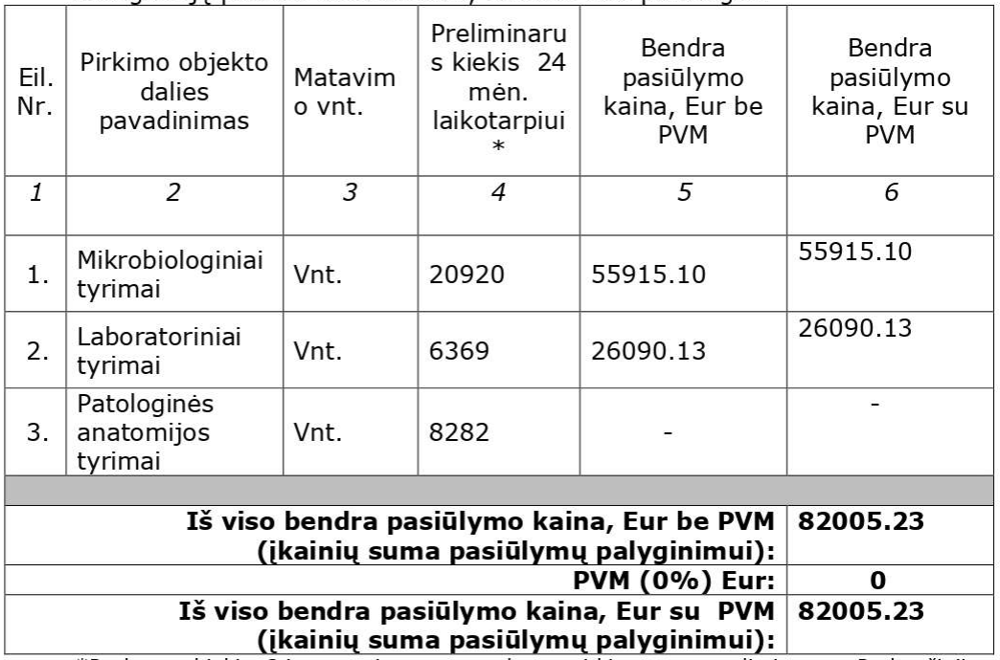 Eil.
Nr.
Pirkimo objekto
dalies
pavadinimas
Matavim
o vnt.
Preliminaru
s kiekis 24
mėn.
laikotarpiui
*
Bendra
pasiūlymo
kaina, Eur be
PVM
Bendra
pasiūlymo
kaina, Eur su
PVM
1 2 3 4 5 6
1.
Mikrobiologiniai
tyrimai
Vnt.
20920
55915.10
55915.10
2.
Laboratoriniai
tyrimai
Vnt.
6369
26090.13
26090.13
3.
Patologinės
anatomijos
tyrimai
Vnt.
8282
-
-
Iš viso bendra pasiūlymo kaina, Eur be PVM
(įkainių suma pasiūlymų palyginimui):
82005.23
PVM (0%) Eur: 0
Iš viso bendra pasiūlymo kaina, Eur su PVM
(įkainių suma pasiūlymų palyginimui):
82005.23